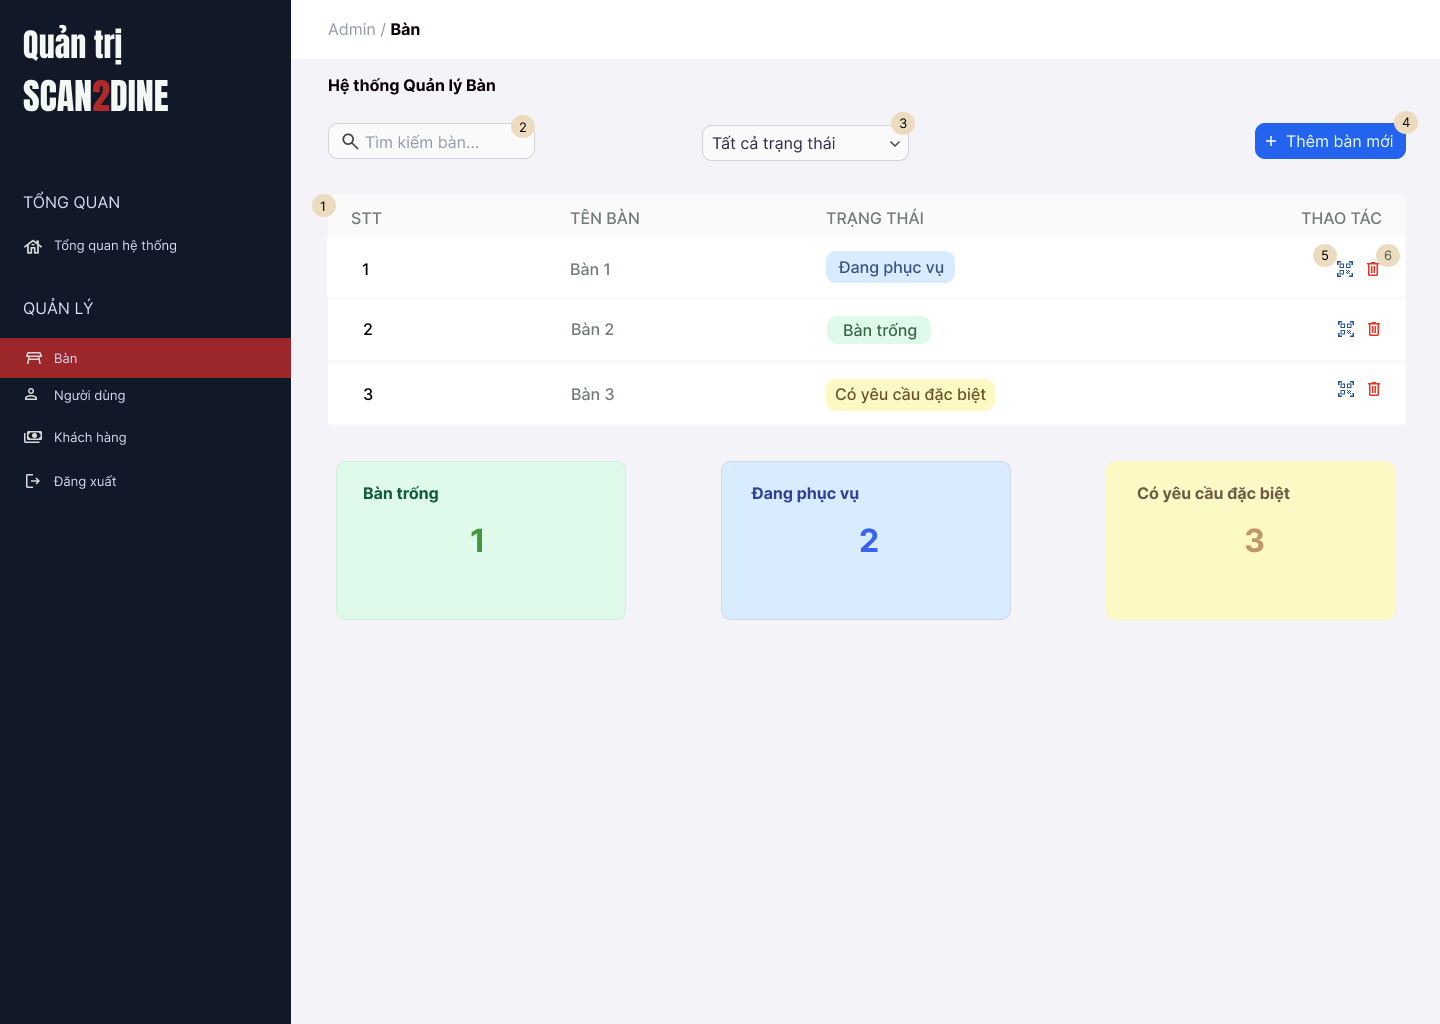 Quản trị
SCAN2DINE
TỔNG QUAN
Tổng quan hệ thống
QUẢN LÝ
Bàn
Người dùng
Khách hàng
Đăng xuất
Admin / Bàn
Hệ thống Quản lý Bàn
Tìm kiếm bàn... 2
Tất cả trạng thái 3
+ Thêm bàn mới 4
1 STT TÊN BÀN TRẠNG THÁI THAO TÁC
1 Bàn 1 Đang phục vụ 5 6
2 Bàn 2 Bàn trống
3 Bàn 3 Có yêu cầu đặc biệt
Bàn trống
1
Đang phục vụ
2
Có yêu cầu đặc biệt
3